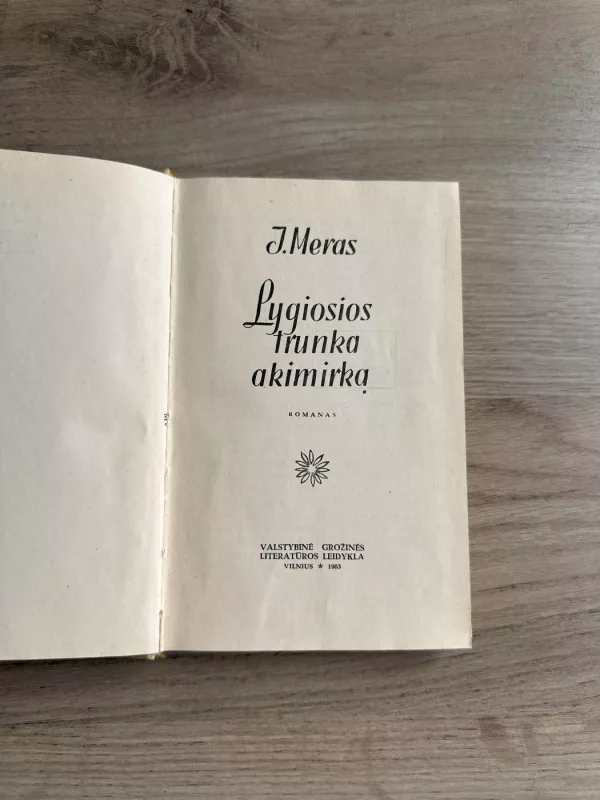 J. Meras
Lygiosios
trunka
akimirką
ROMANAS
VALSTYBINĖ GROŽINĖS
LITERATŪROS LEIDYKLA
VILNIUS * 1963